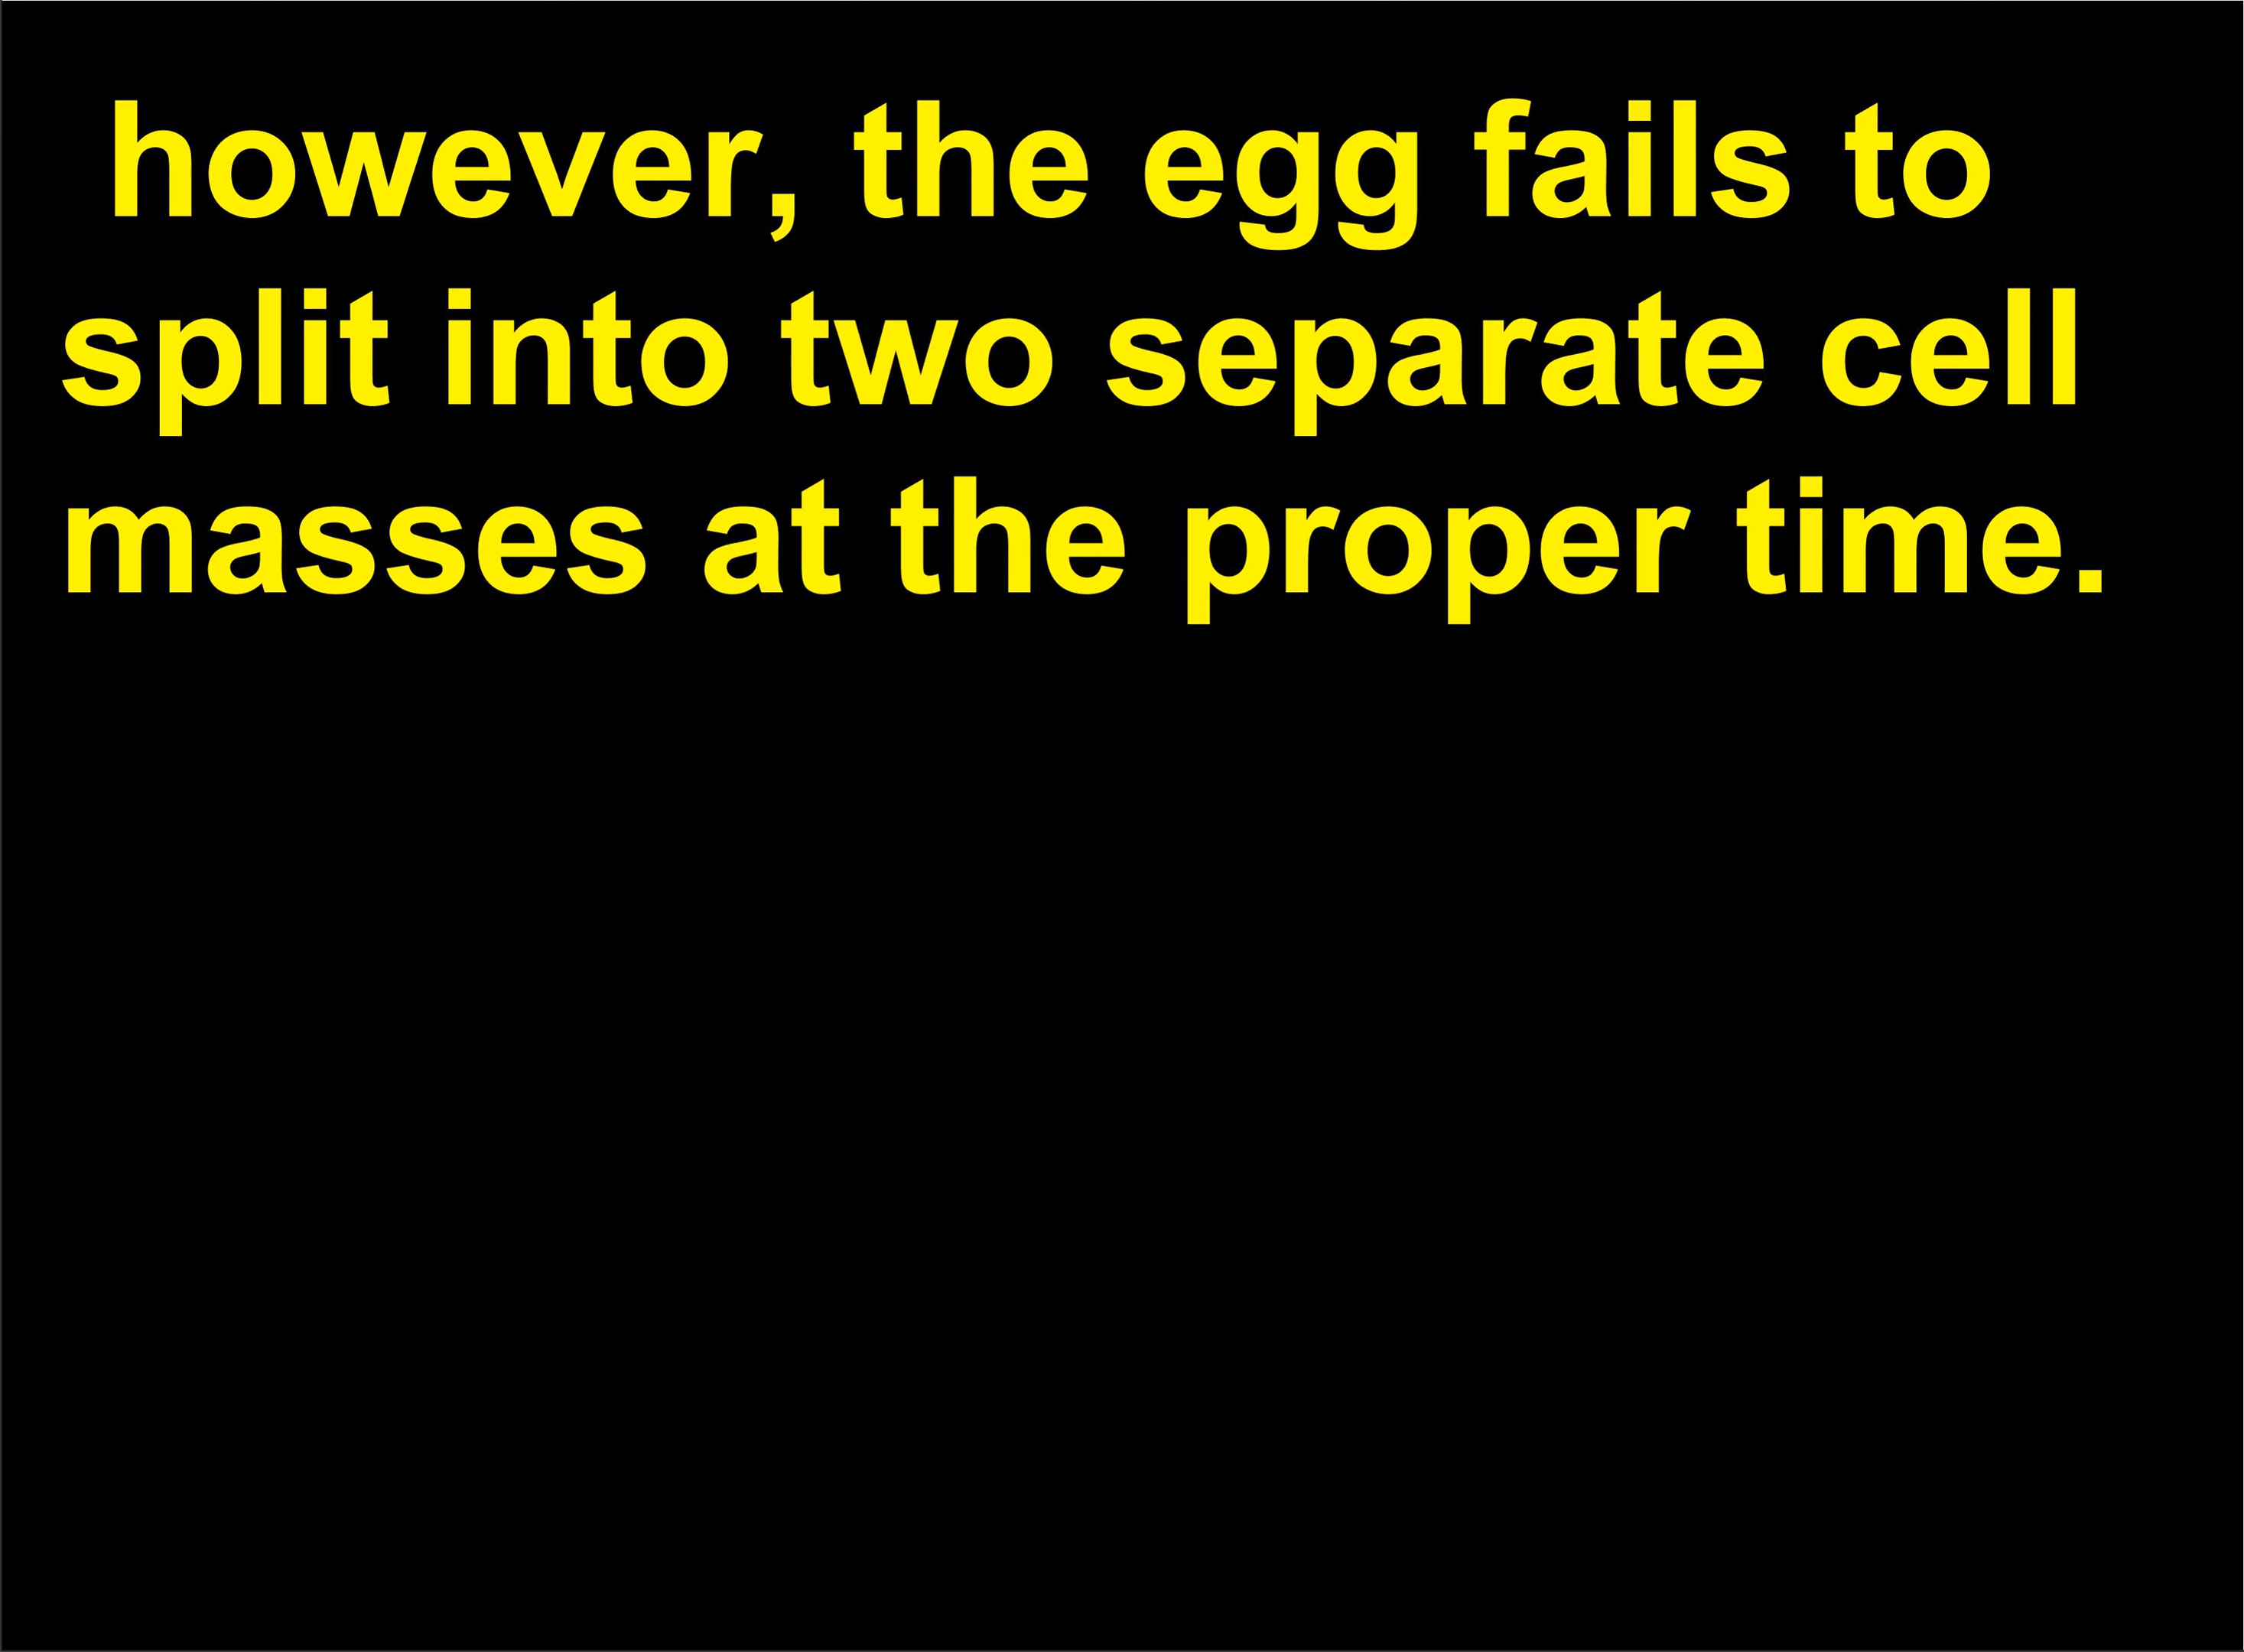 however, the egg fails to
split into two separate cell
masses at the proper time.